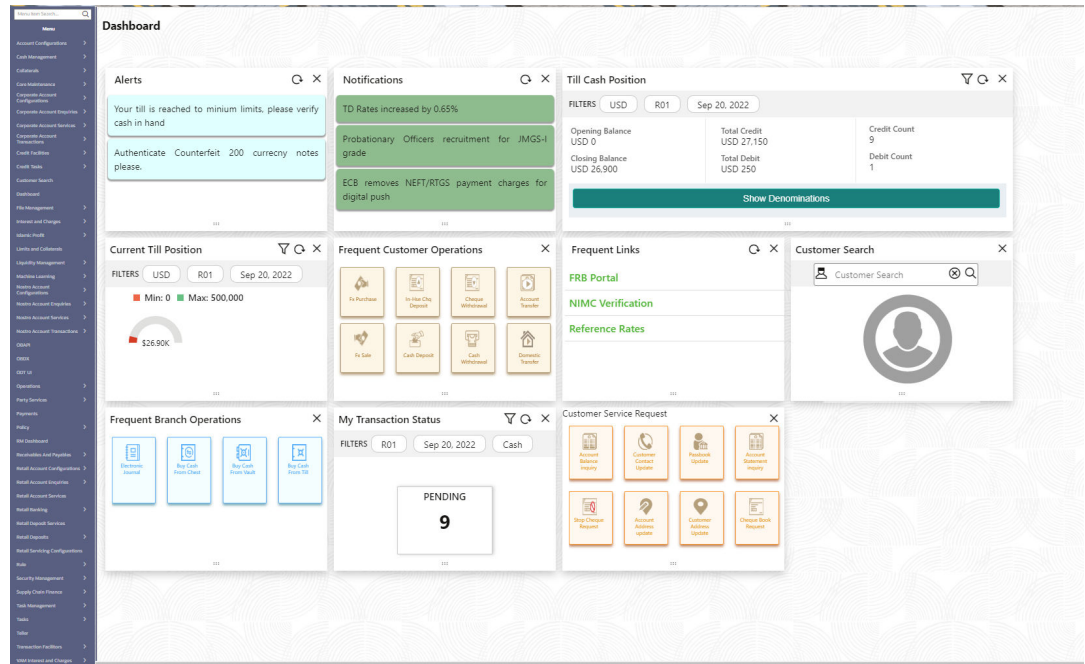 Menu Item Search...
Menu
Account Configurations
Cash Management
Collaterals
Core Maintenance
Corporate Account
Configurations
Corporate Account Enquiries
Corporate Account Services
Corporate Account
Transactions
Credit Facilities
Credit Tasks
Customer Search
Dashboard
File Management
Interest and Charges
Islamic Profit
Limits and Collaterals
Liquidity Management
Machine Learning
Nostro Account
Configurations
Nostro Account Enquiries
Nostro Account Services
Nostro Account Transactions
OBAPI
OBDX
ODT UI
Operations
Party Services
Payments
Policy
RM Dashboard
Receivables And Payables
Retail Account Configurations
Retail Account Enquiries
Retail Account Services
Retail Banking
Retail Deposit Services
Retail Deposits
Retail Servicing Configurations
Rule
Security Management
Supply Chain Finance
Task Management
Tasks
Teller
Transaction Facilities
VAM Interest and Charges
Dashboard
Alerts
Your till is reached to minium limits, please verify
cash in hand
Authenticate Counterfeit 200 currecny notes
please.
Notifications
TD Rates increased by 0.65%
Probationary Officers recruitment for JMGS-I
grade
ECB removes NEFT/RTGS payment charges for
digital push
Till Cash Position
FILTERS USD R01 Sep 20, 2022
Opening Balance
USD 0
Total Credit
USD 27,150
Credit Count
9
Closing Balance
USD 26,900
Total Debit
USD 250
Debit Count
1
Show Denominations
Current Till Position
FILTERS USD R01 Sep 20, 2022
Min: 0 Max: 500,000
$26.90K
Frequent Customer Operations
Fx Purchase
In-Hse Chq
Deposit
Cheque
Withdrawal
Account
Transfer
Fx Sale
Cash Deposit
Cash
Withdrawal
Domestic
Transfer
Frequent Links
FRB Portal
NIMC Verification
Reference Rates
Customer Search
Customer Search
Frequent Branch Operations
Electronic
Journal
Buy Cash
From Chest
Buy Cash
From Vault
Buy Cash
From Till
My Transaction Status
FILTERS R01 Sep 20, 2022 Cash
PENDING
9
Customer Service Request
Account
Balance
Inquiry
Customer
Contact
Update
Passbook
Update
Account
Statement
Inquiry
Stop Cheque
Request
Account
Address
update
Customer
Address
Update
Cheque Book
Request